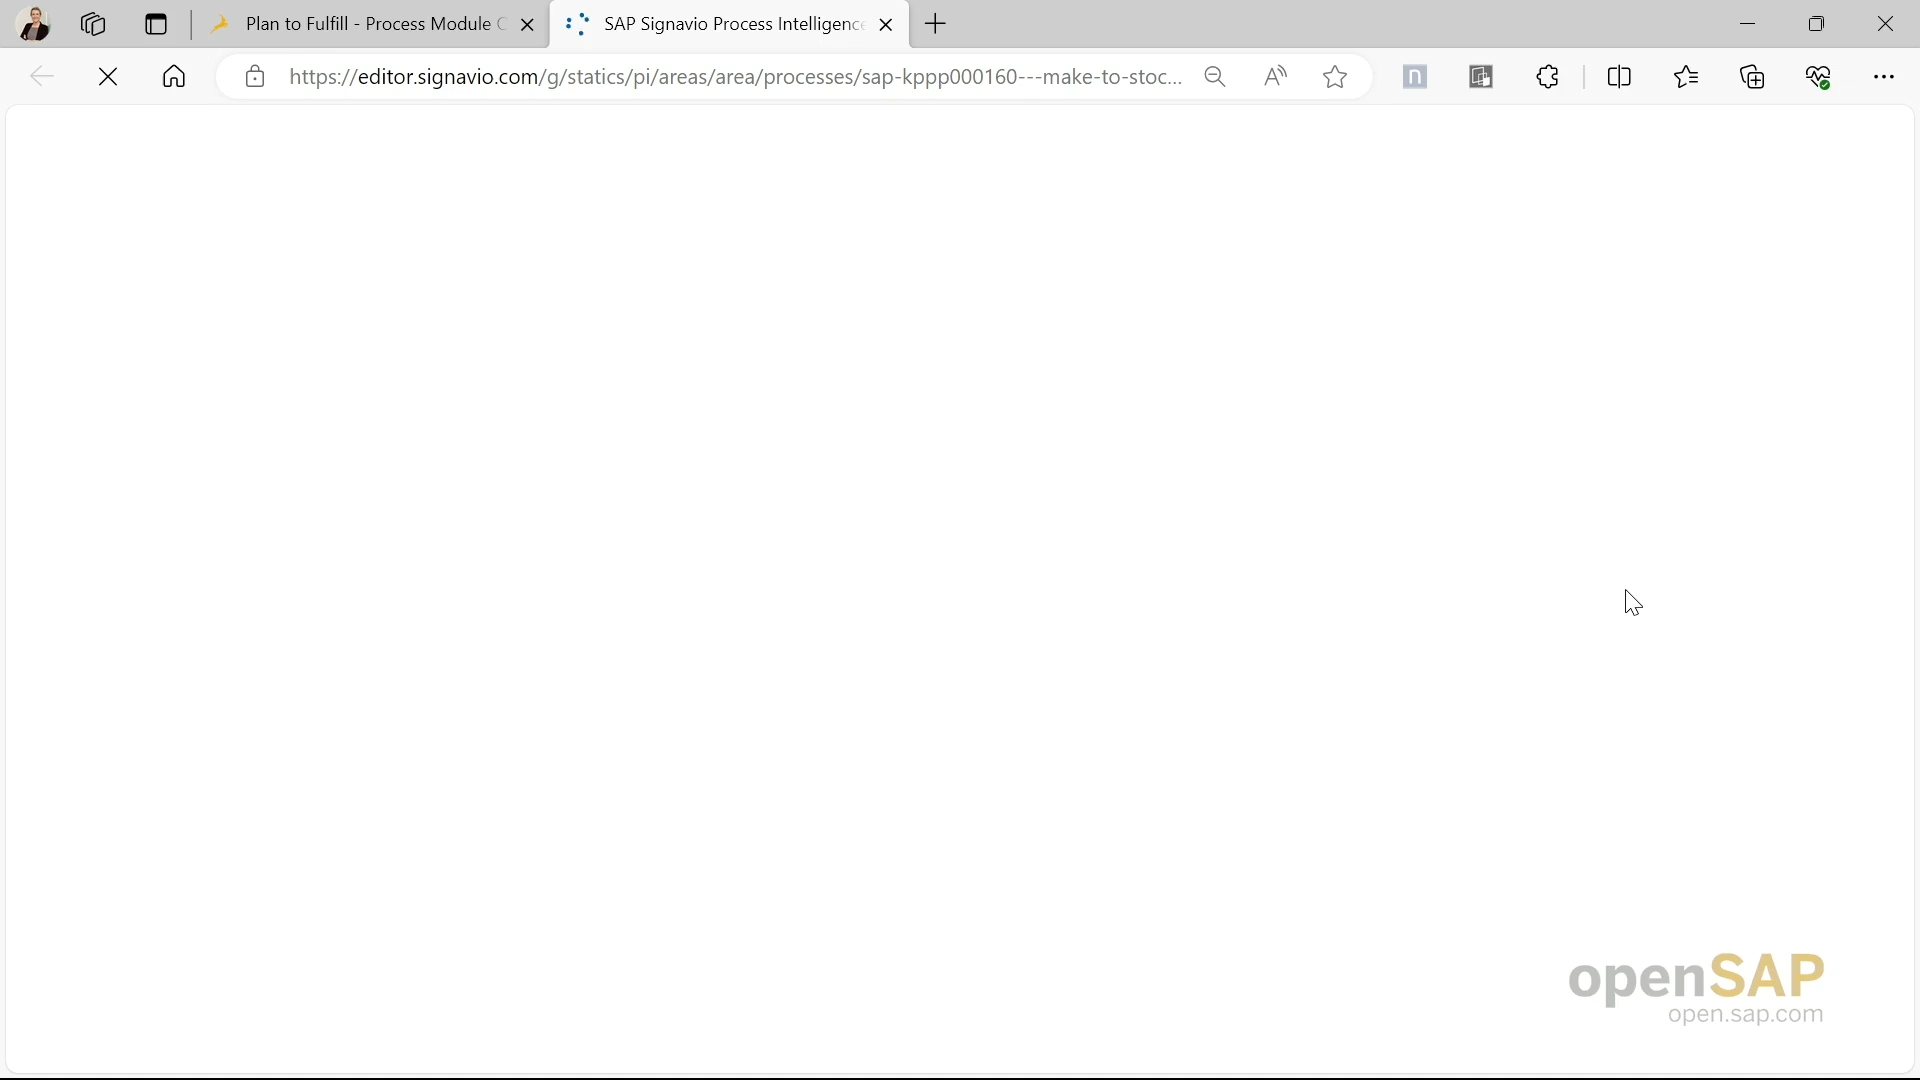 Plan to Fulfill - Process Module
SAP Signavio Process Intelligence
https://editor.signavio.com/g/statics/pi/areas/area/processes/sap-kppp000160---make-to-stoc...
A
n
openSAP
open.sap.com